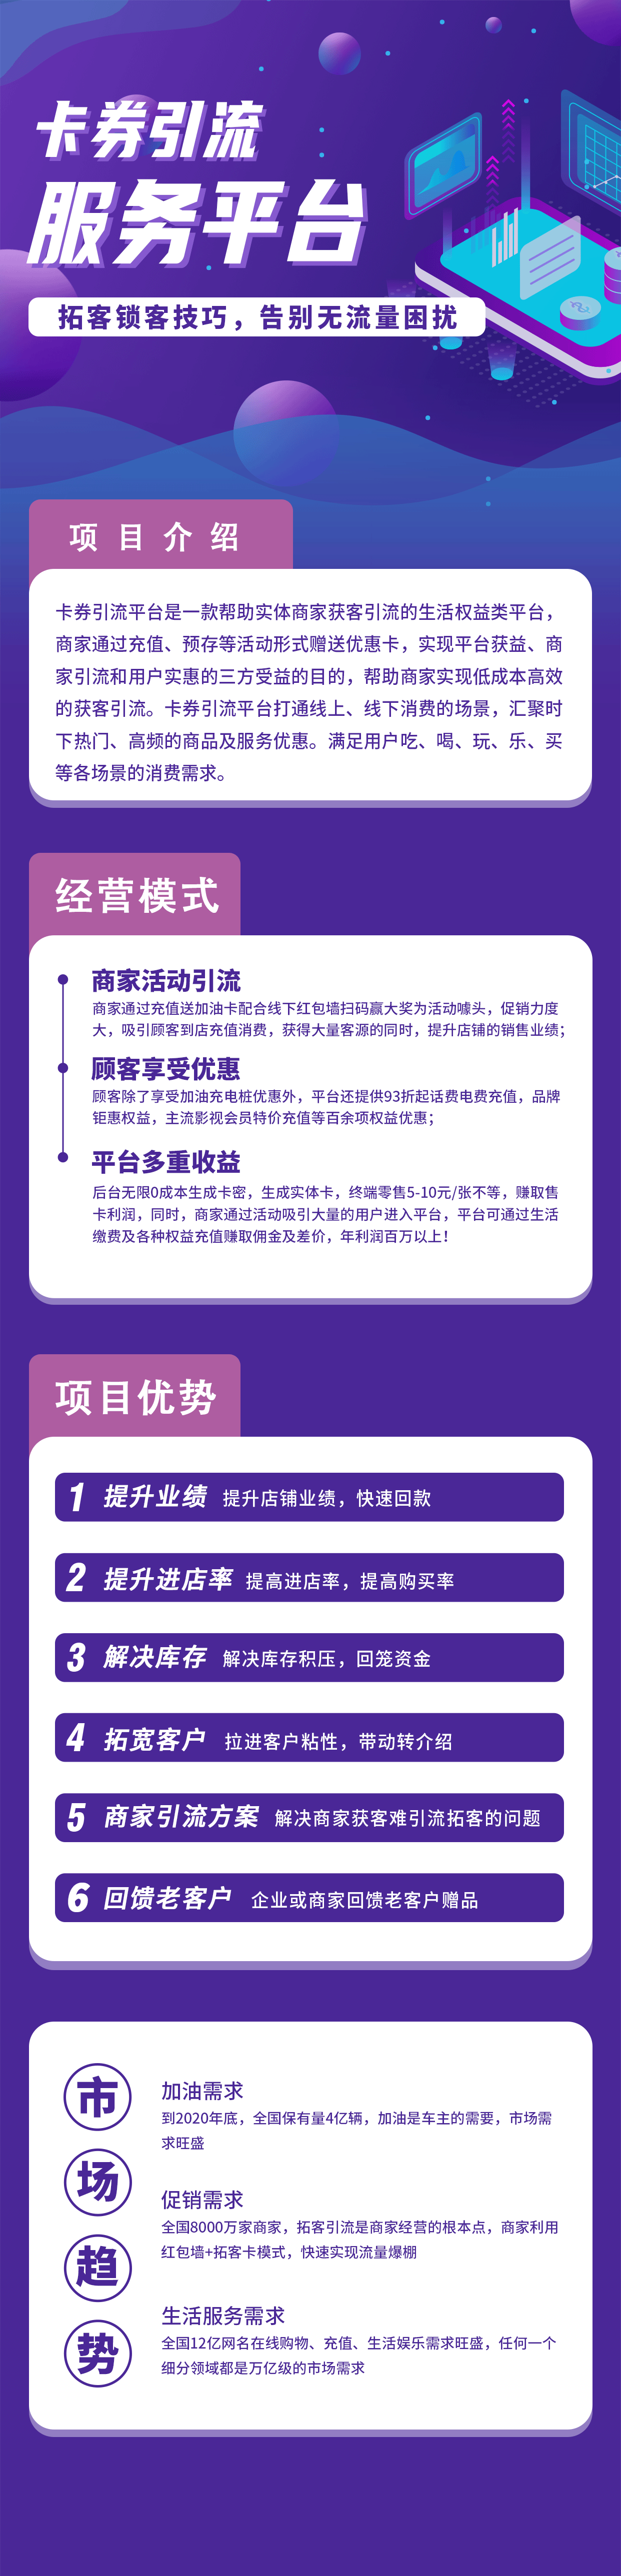 卡券引流
服务平台
拓客锁客技巧，告别无流量困扰
项目介绍
卡券引流平台是一款帮助实体商家获客引流的生活权益类平台，
商家通过充值、预存等活动形式赠送优惠卡，实现平台获益、商
家引流和用户实惠的三方受益的目的，帮助商家实现低成本高效
的获客引流。卡券引流平台打通线上、线下消费的场景，汇聚时
下热门、高频的商品及服务优惠。满足用户吃、喝、玩、乐、买
等各场景的消费需求。
经营模式
商家活动引流
商家通过充值送加油卡配合线下红包墙扫码赢大奖为活动噱头，促销力度
大，吸引顾客到店充值消费，获得大量客源的同时，提升店铺的销售业绩；
顾客享受优惠
顾客除了享受加油充电桩优惠外，平台还提供93折起话费电费充值，品牌
钜惠权益，主流影视会员特价充值等百余项权益优惠；
平台多重收益
后台无限0成本生成卡密，生成实体卡，终端零售5-10元/张不等，赚取售
卡利润，同时，商家通过活动吸引大量的用户进入平台，平台可通过生活
缴费及各种权益充值赚取佣金及差价，年利润百万以上！
项目优势
1 提升业绩 提升店铺业绩，快速回款
2 提升进店率 提高进店率，提高购买率
3 解决库存 解决库存积压，回笼资金
4 拓宽客户 拉进客户粘性，带动转介绍
5 商家引流方案 解决商家获客难引流拓客的问题
6 回馈老客户 企业或商家回馈老客户赠品
市
场
趋
势
加油需求
到2020年底，全国保有量4亿辆，加油是车主的需要，市场需
求旺盛
促销需求
全国8000万家商家，拓客引流是商家经营的根本点，商家利用
红包墙+拓客卡模式，快速实现流量爆棚
生活服务需求
全国12亿网名在线购物、充值、生活娱乐需求旺盛，任何一个
细分领域都是万亿级的市场需求